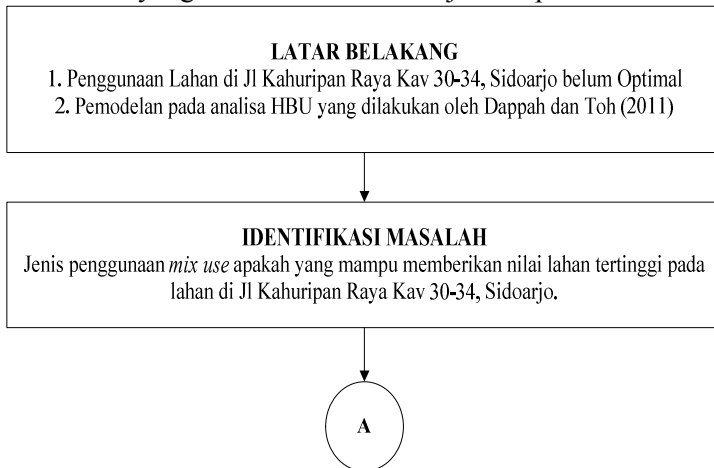 LATAR BELAKANG
1. Penggunaan Lahan di Jl Kahuripan Raya Kav 30-34, Sidoarjo belum Optimal
2. Pemodelan pada analisa HBU yang dilakukan oleh Dappah dan Toh (2011)
IDENTIFIKASI MASALAH
Jenis penggunaan mix use apakah yang mampu memberikan nilai lahan tertinggi pada
lahan di Jl Kahuripan Raya Kav 30-34, Sidoarjo.
A